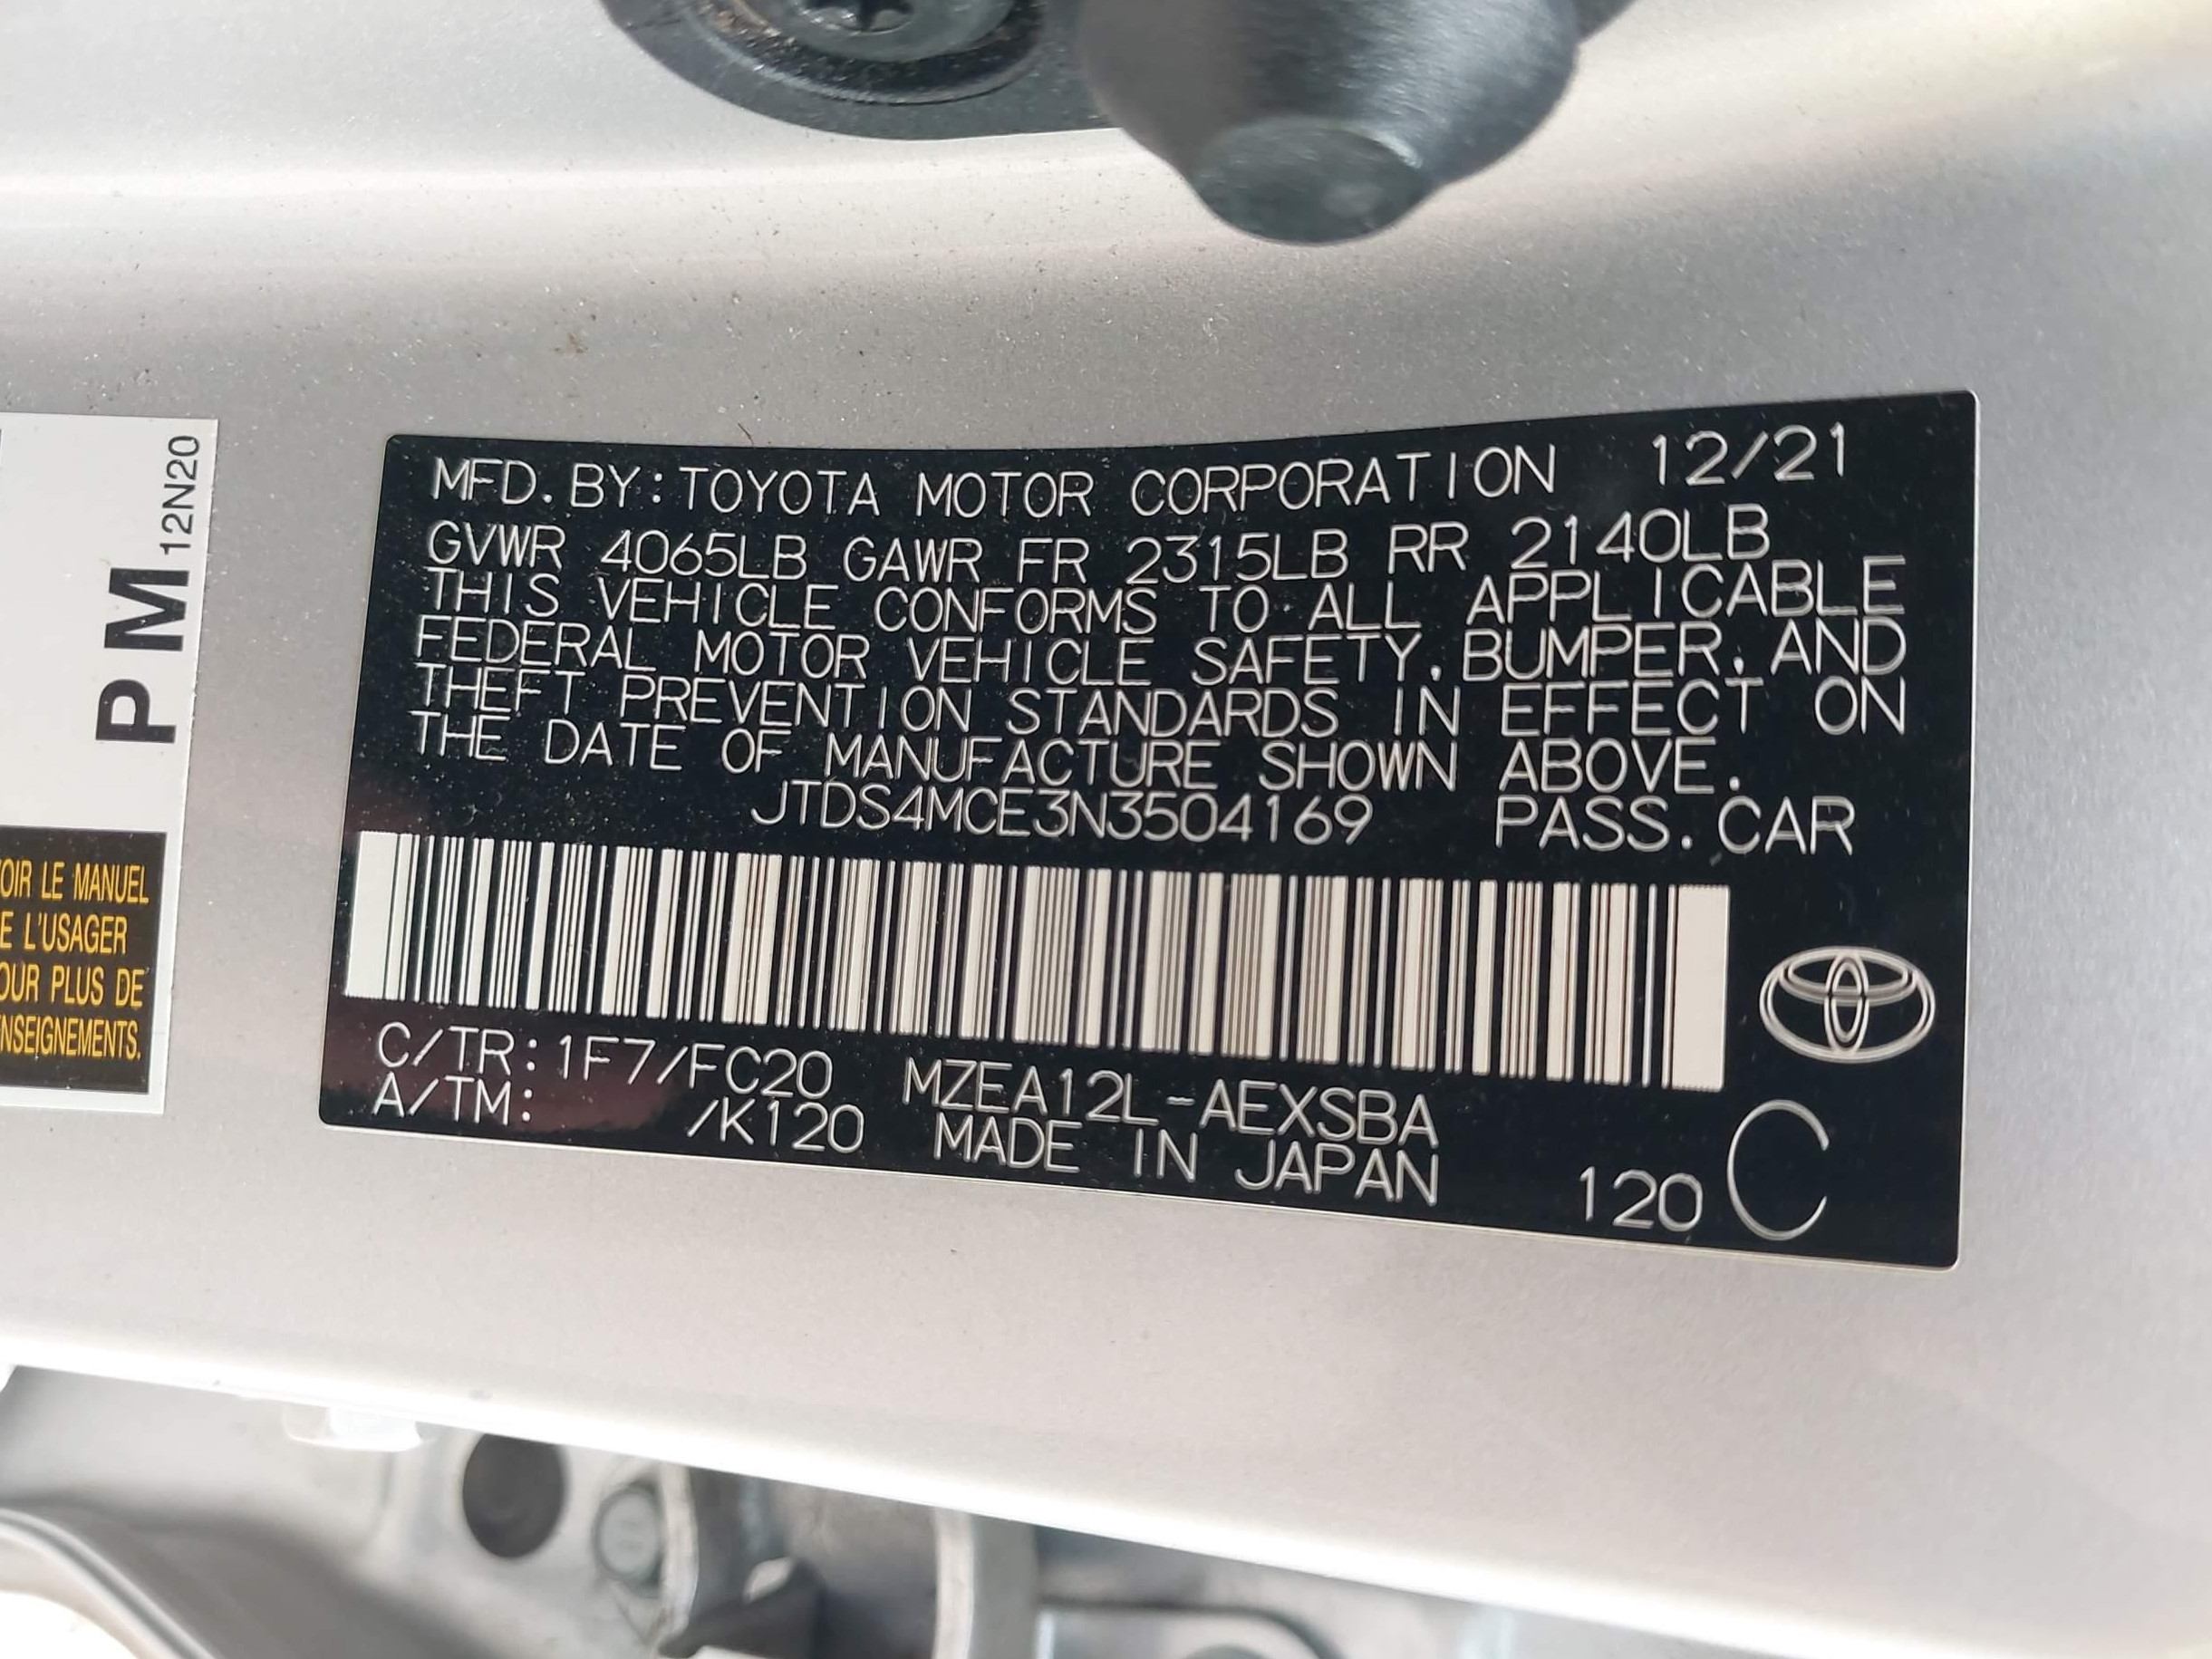 MFD. BY: TOYOTA MOTOR CORPORATION 12/21
GVWR 4065LB GAWR FR 2315LB RR 2140LB
THIS VEHICLE CONFORMS TO ALL APPLICABLE
FEDERAL MOTOR VEHICLE SAFETY, BUMPER, AND
THEFT PREVENTION STANDARDS IN EFFECT ON
THE DATE OF MANUFACTURE SHOWN ABOVE.
JTDS4MCE3N3504169 PASS. CAR
C/TR: 1F7/FC20 MZEA12L-AEXSBA
A/TM: /K120 MADE IN JAPAN
120 C
PM 12N20
OIR LE MANUEL
E L'USAGER
OUR PLUS DE
NSEIGNEMENTS.